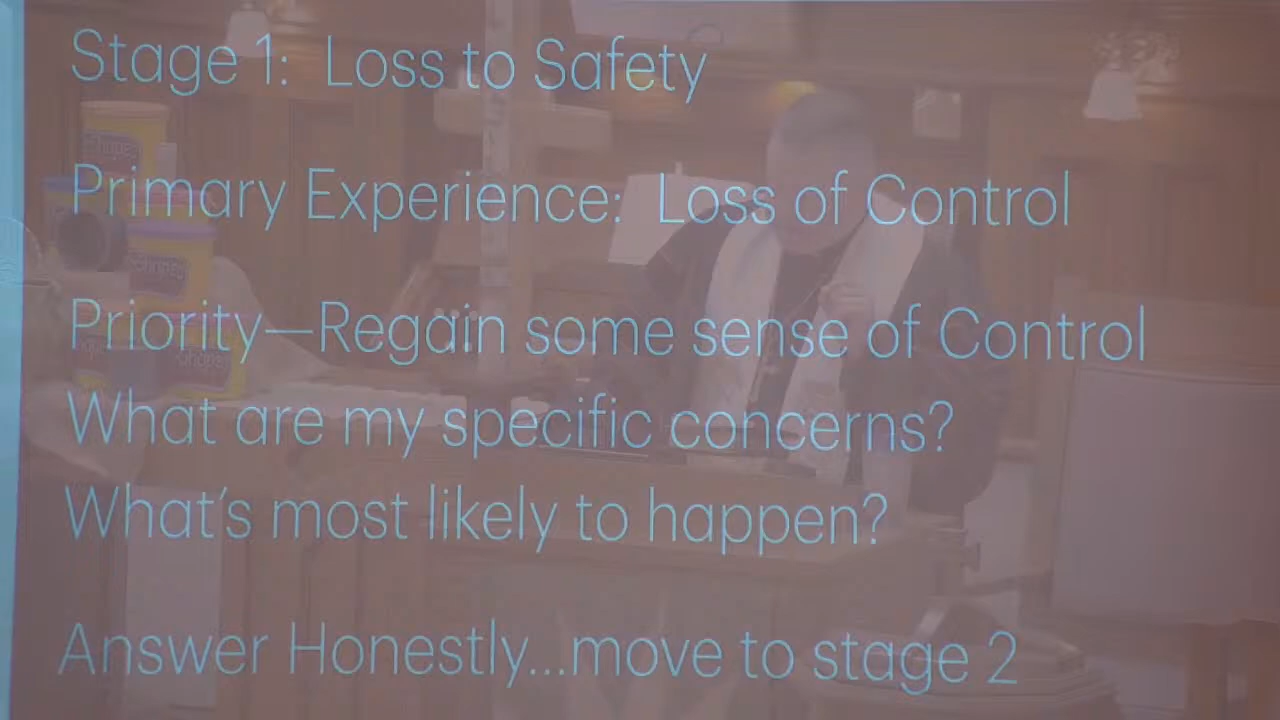 Stage 1: Loss to Safety
Primary Experience: Loss of Control
Priority—Regain some sense of Control
What are my specific concerns?
What's most likely to happen?
Answer Honestly...move to stage 2